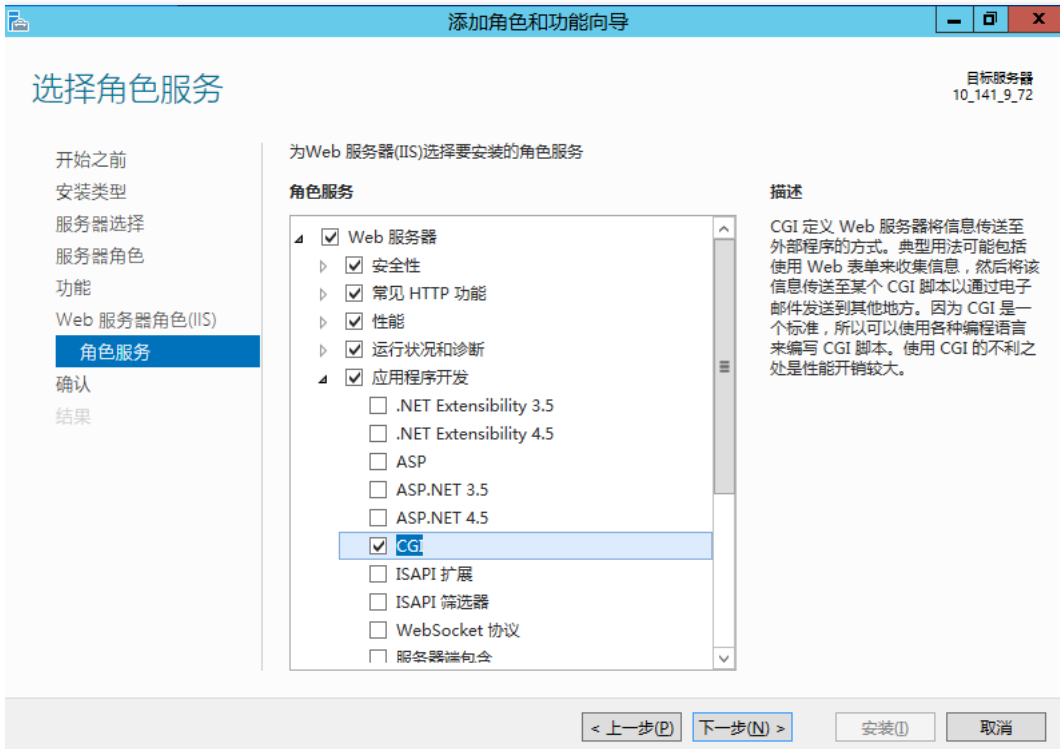 添加角色和功能向导
选择角色服务
目标服务器
10_141_9_72
开始之前
安装类型
服务器选择
服务器角色
功能
Web 服务器角色(IIS)
角色服务
确认
结果
为Web 服务器(IIS)选择要安装的角色服务
角色服务
Web 服务器
安全性
常见 HTTP 功能
性能
运行状况和诊断
应用程序开发
.NET Extensibility 3.5
.NET Extensibility 4.5
ASP
ASP.NET 3.5
ASP.NET 4.5
CGI
ISAPI 扩展
ISAPI 筛选器
WebSocket 协议
服务器端包含
描述
CGI 定义 Web 服务器将信息传送至
外部程序的方式。典型用法可能包括
使用 Web 表单来收集信息，然后将该
信息传送至某个 CGI 脚本以通过电子
邮件发送到其他地方。因为 CGI 是一
个标准，所以可以使用各种编程语言
来编写 CGI 脚本。使用 CGI 的不利之
处是性能开销较大。
< 上一步(P)
下一步(N) >
安装(I)
取消